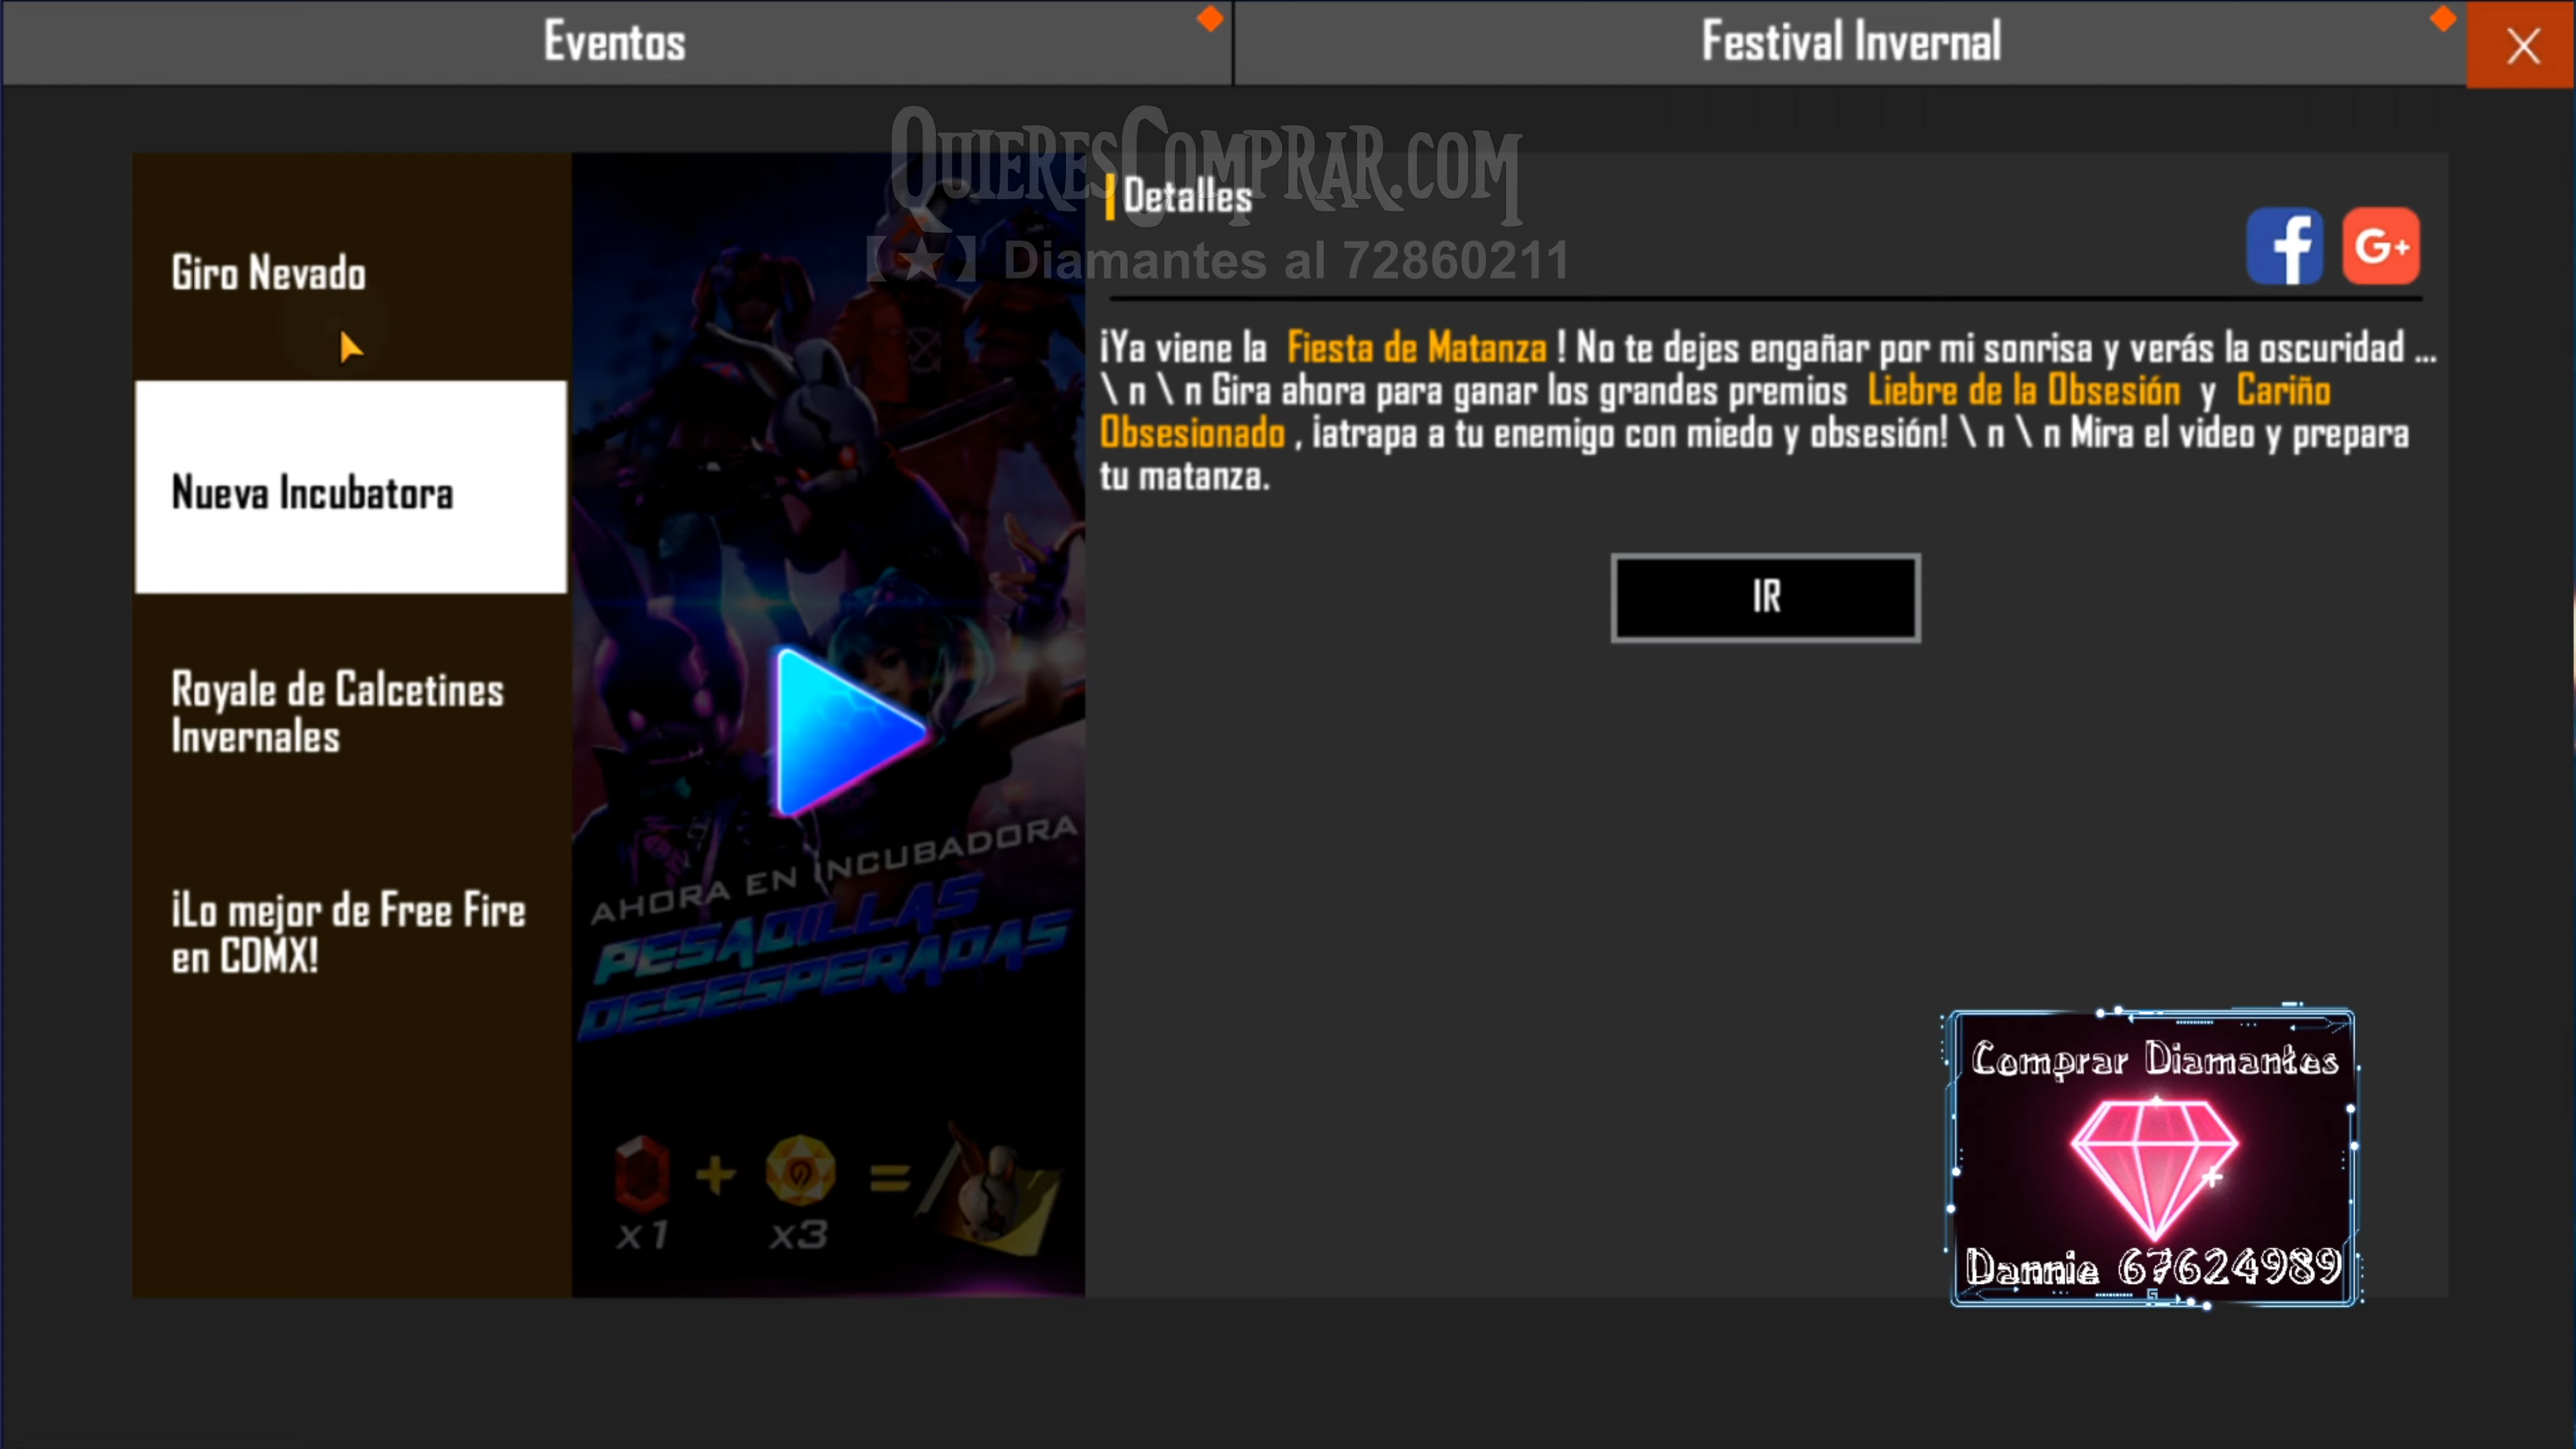 Eventos
Festival Invernal
X
QuieresComprar.com
【★】 Diamantes al 72860211
Detalles
f
G+
Giro Nevado
Nueva Incubatora
Royale de Calcetines
Invernales
¡Lo mejor de Free Fire
en CDMX!
¡Ya viene la Fiesta de Matanza ! No te dejes engañar por mi sonrisa y verás la oscuridad ...
\ n \ n Gira ahora para ganar los grandes premios Liebre de la Obsesión y Cariño
Obsesionado , ¡atrapa a tu enemigo con miedo y obsesión! \ n \ n Mira el video y prepara
tu matanza.
IR
AHORA EN INCUBADORA
PESADILLAS
DESESPERADAS
+ =
x1 x3
Comprar Diamantes
Dannie 67624989